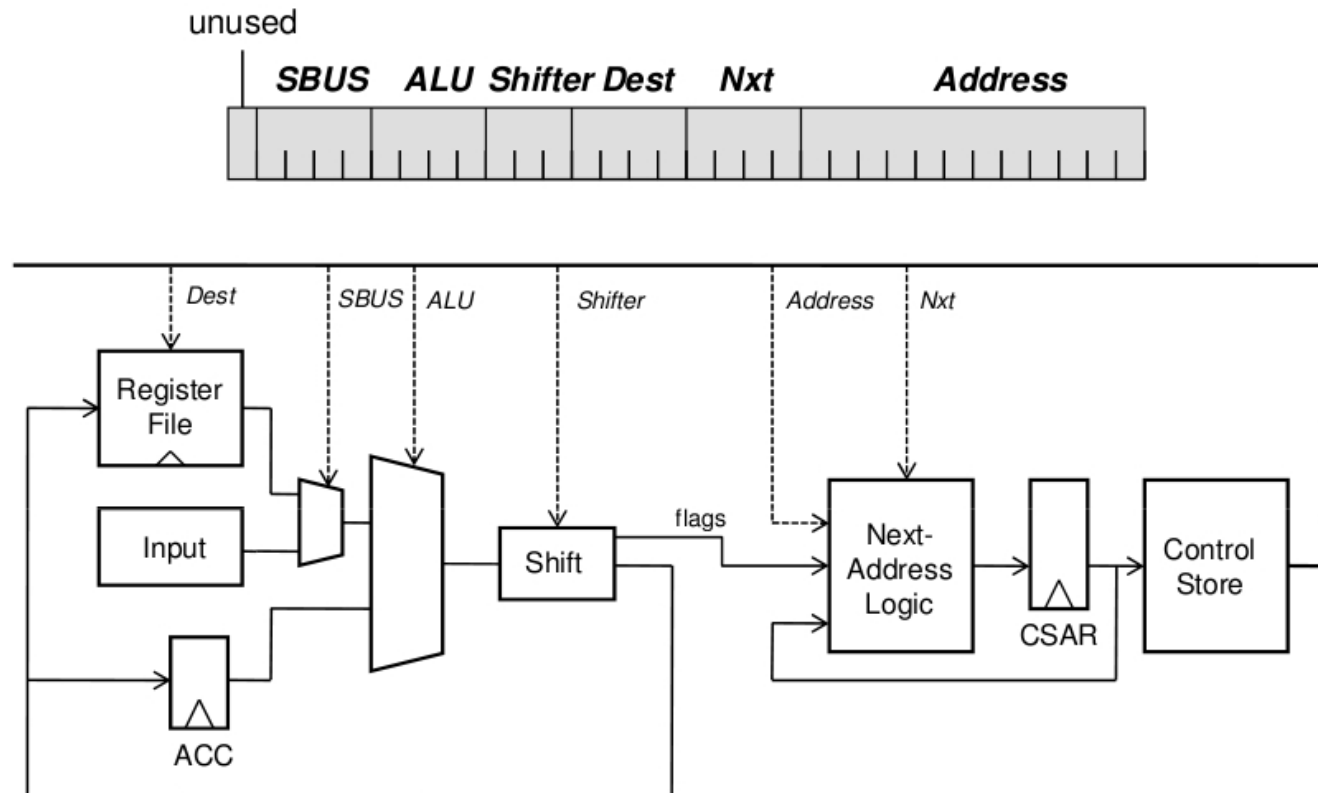 unused
SBUS ALU Shifter Dest Nxt Address
Dest SBUS ALU Shifter Address Nxt
Register
File
Input
ACC
Shift
flags
Next-
Address
Logic
CSAR
Control
Store